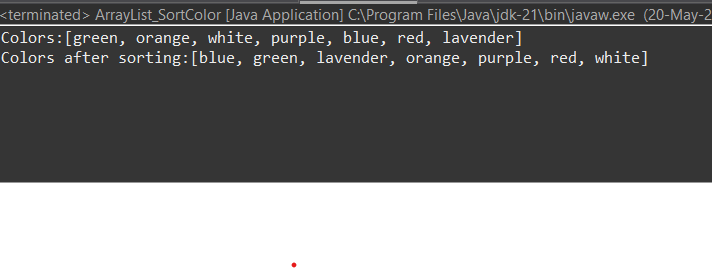 <terminated> ArrayList_SortColor [Java Application] C:\Program Files\Java\jdk-21\bin\javaw.exe (20-May-2
Colors:[green, orange, white, purple, blue, red, lavender]
Colors after sorting:[blue, green, lavender, orange, purple, red, white]